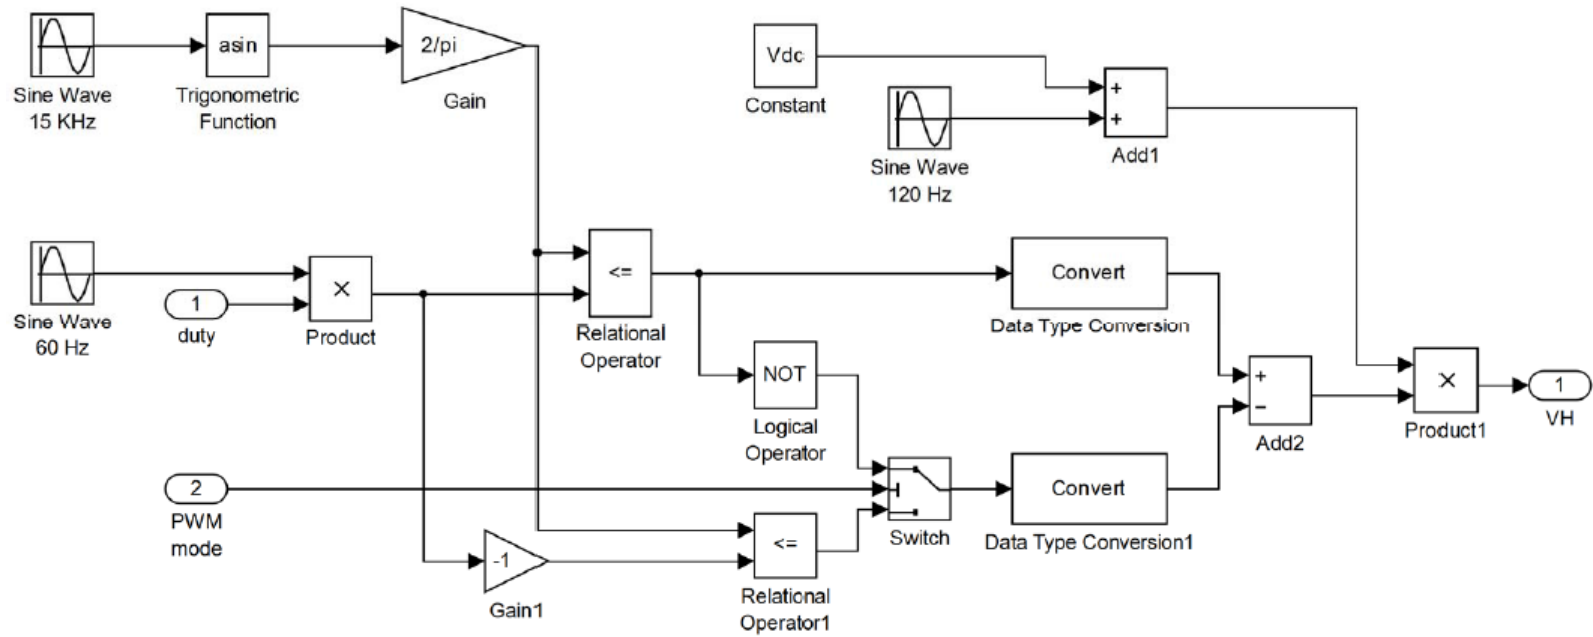 asin
2/pi
Sine Wave
15 KHz
Trigonometric
Function
Gain
Vdc
Constant
+
+
Add1
Sine Wave
120 Hz
Sine Wave
60 Hz
1
duty
×
Product
<=
Relational
Operator
Convert
Data Type Conversion
NOT
Logical
Operator
+
−
Add2
×
Product1
1
VH
2
PWM
mode
-1
Gain1
<=
Relational
Operator1
Switch
Convert
Data Type Conversion1